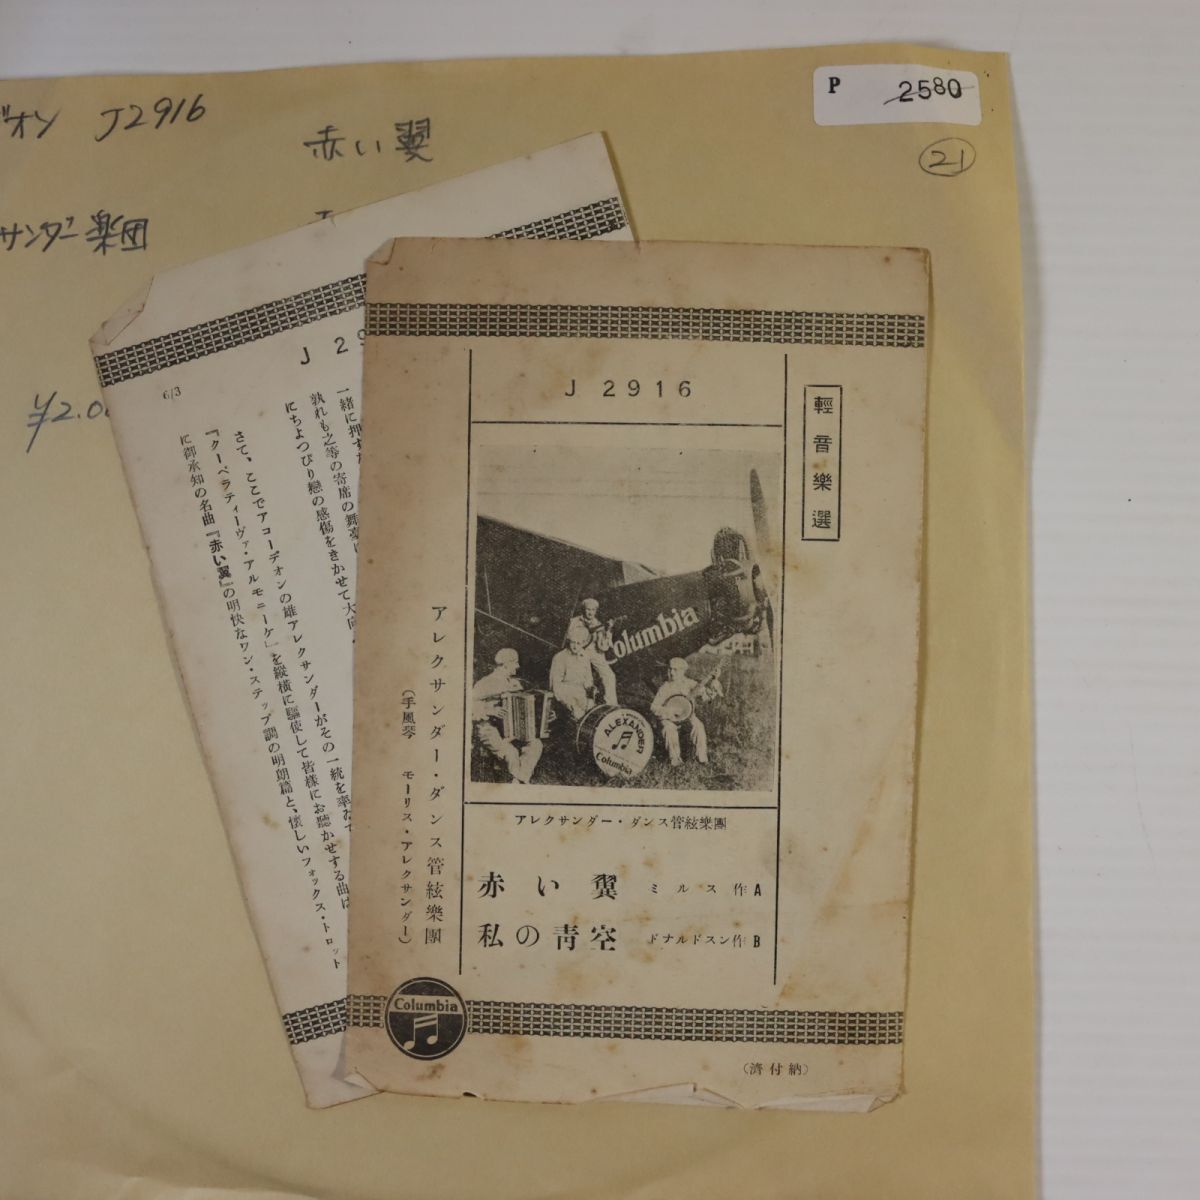 デオン J2916
赤い翼
サンダー楽団
¥2.0
P 2580
21
J 29
一緒に押す
孰れも之等の寄席の舞臺
にちよつぴり戀の感傷をきかせて大向
さて、ここでアコーデオンの雄アレクサンダーがその一統を率ゐて
『クーペラティーヴァ・アルモニーケ』を縦横に驅使して皆様にお聽かせする曲は
に御承知の名曲『赤い翼』の明快なワン・ステップ調の明朗篇と、懐しいフォックス・トロット
6/3
輕音樂選
J 2916
Columbia
ALEXANDER
Columbia
アレクサンダー・ダンス管絃樂團
赤い翼 ミルス作A
私の靑空 ドナルドスン作B
アレクサンダー・ダンス管絃樂團
(手風琴 モーリス・アレクサンダー)
Columbia
(濟付納)